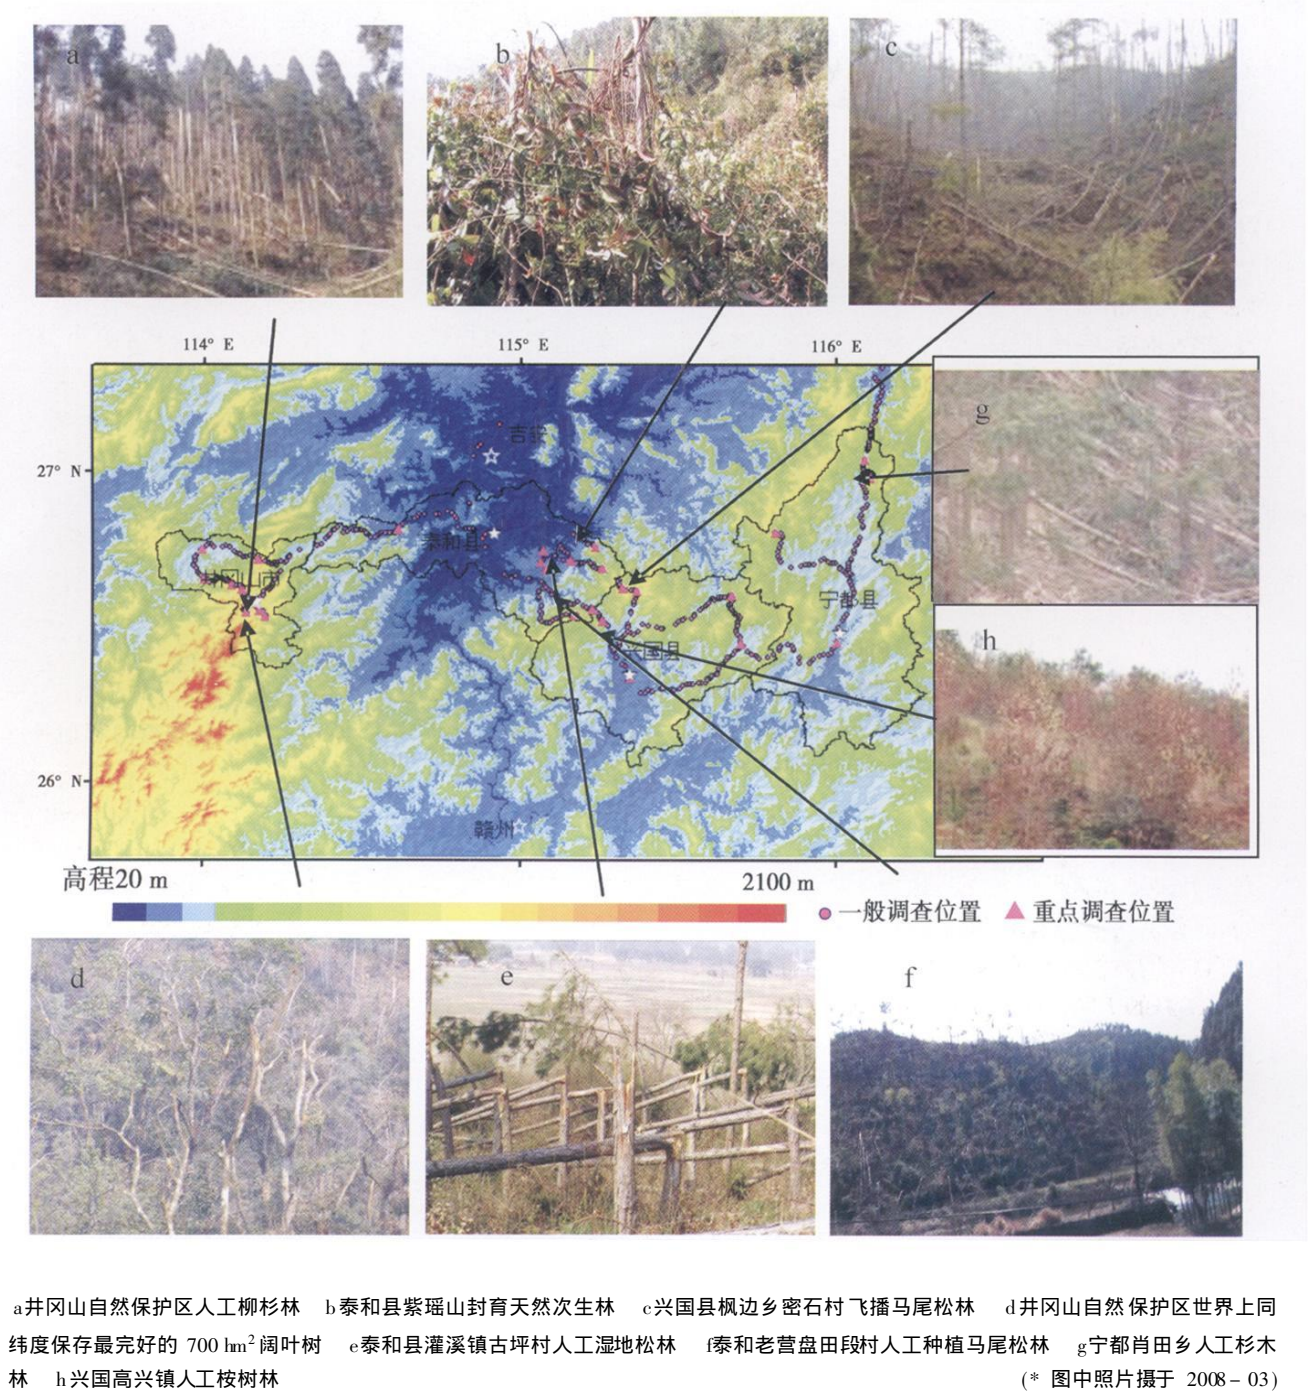 a
b
c
114° E
115° E
116° E
g
27° N
吉安
泰和县
井冈山市
宁都县
兴国县
h
26° N
赣州
高程20 m
2100 m
一般调查位置
重点调查位置
d
e
f
a井冈山自然保护区人工柳杉林 b泰和县紫瑶山封育天然次生林 c兴国县枫边乡密石村飞播马尾松林 d井冈山自然保护区世界上同
纬度保存最完好的 700 hm² 阔叶树 e泰和县灌溪镇古坪村人工湿地松林 f泰和老营盘田段村人工种植马尾松林 g宁都肖田乡人工杉木
林 h兴国高兴镇人工桉树林 (* 图中照片摄于 2008-03)